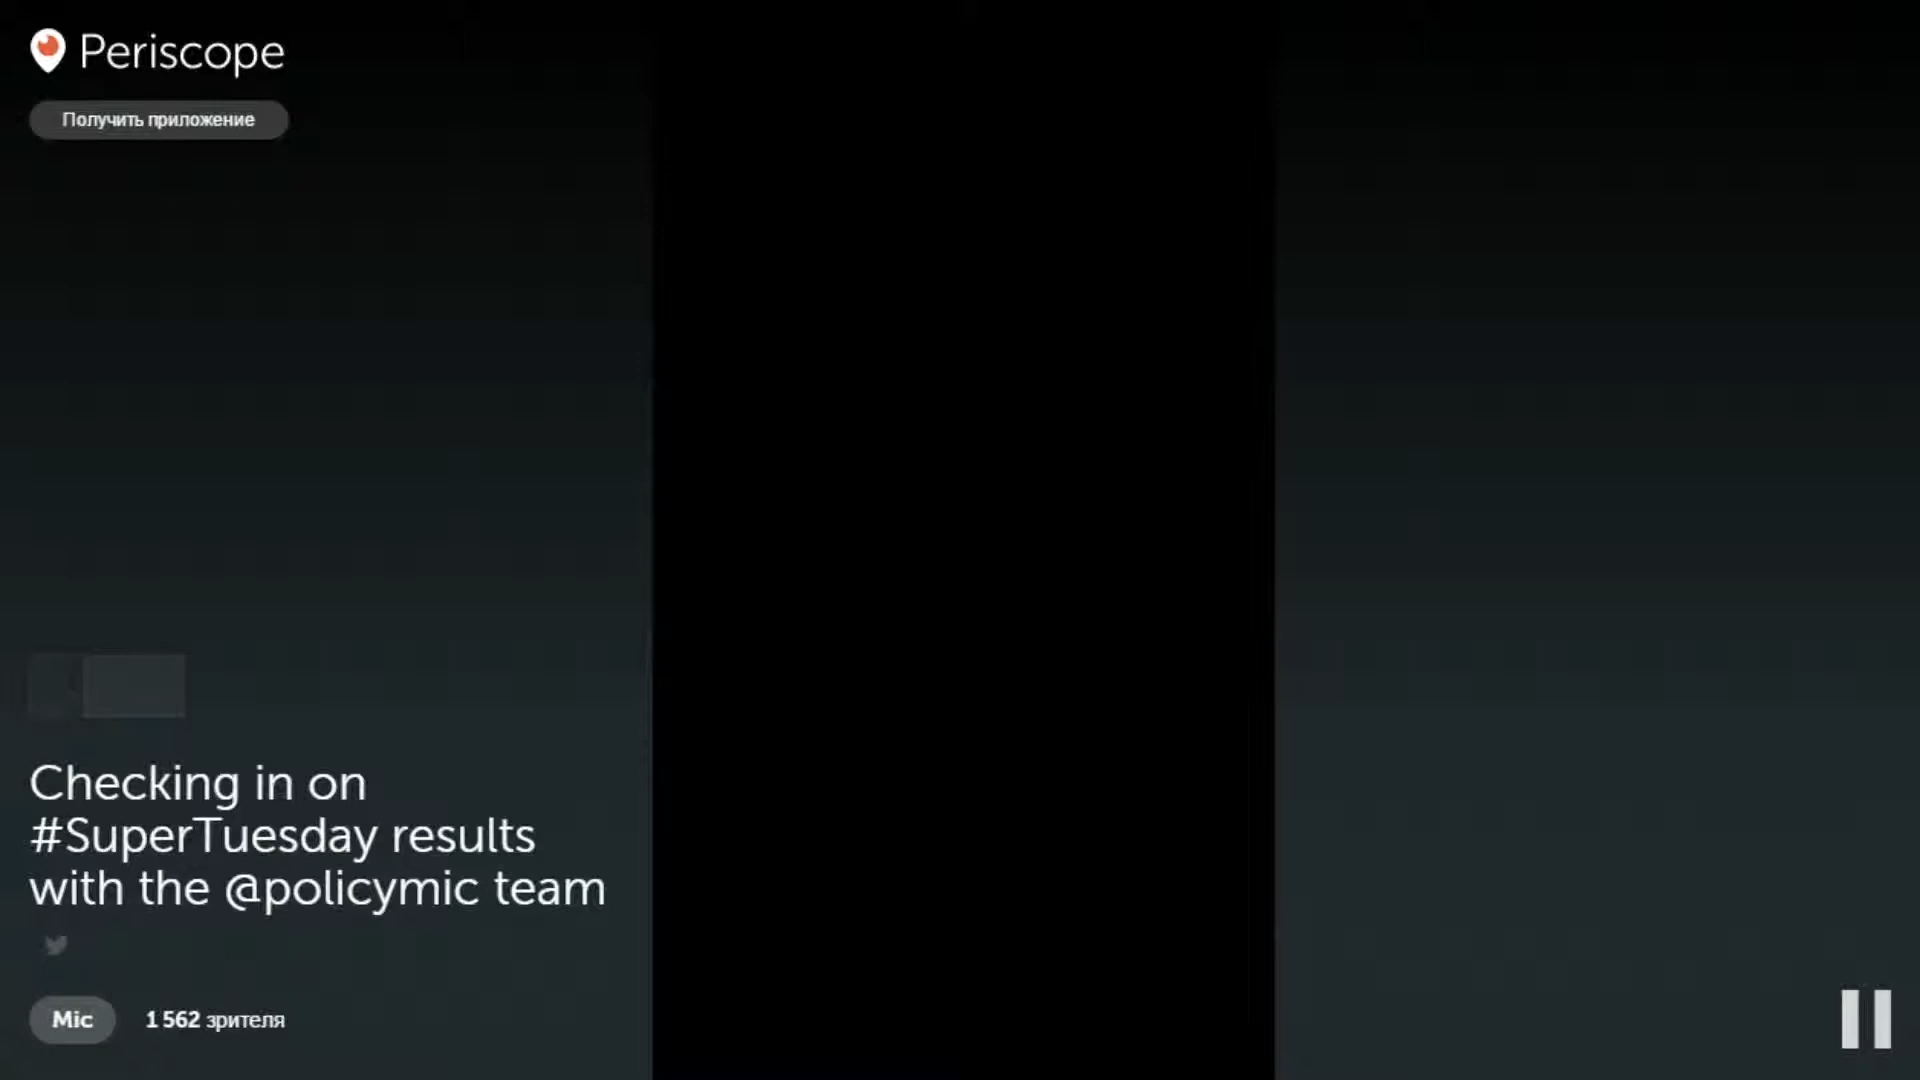 Periscope
Получить приложение
Checking in on
#SuperTuesday results
with the @policymic team
Mic
1 562 зрителя